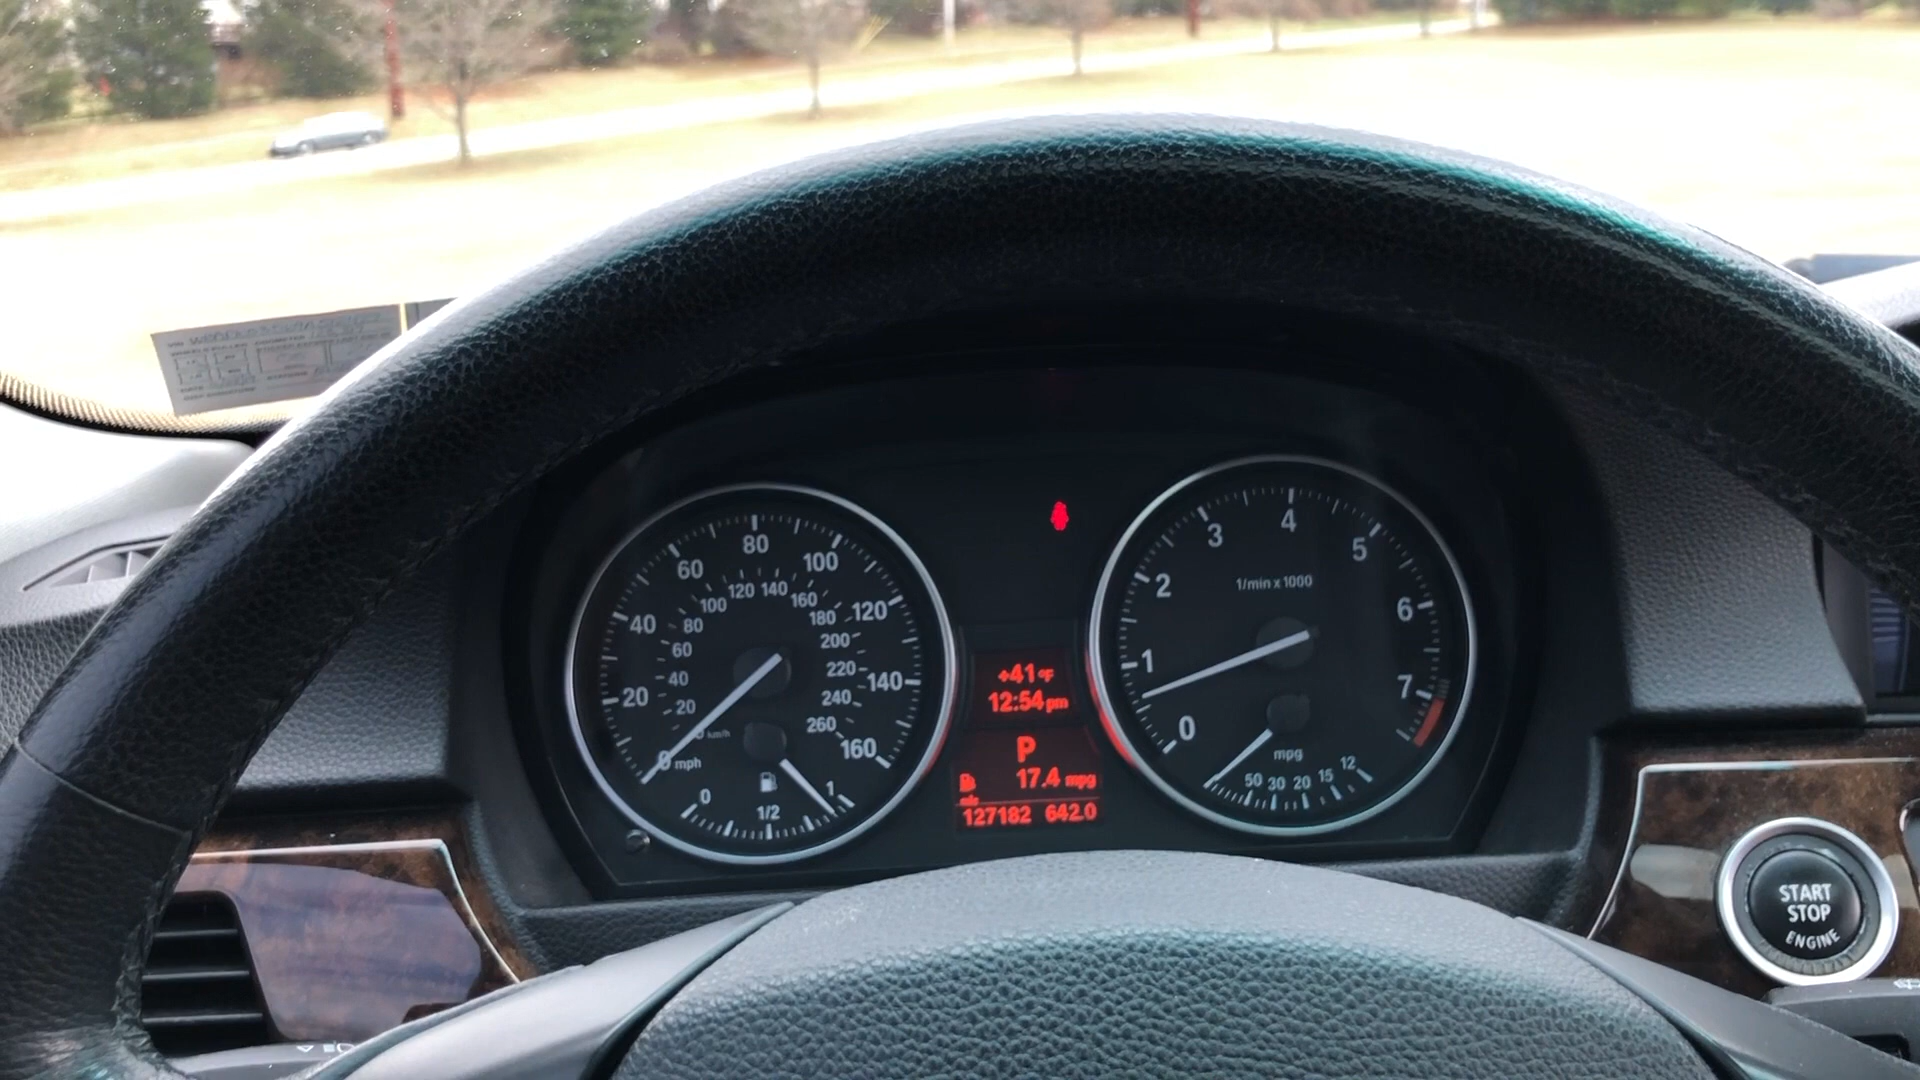 VIN
DATE
80
60
100
40
120
20
140
0 mph
160
120 140
100
160
80
180
60
200
40
220
20
240
km/h
260
0
1/2
1
+41°F
12:54pm
P
17.4 mpg
127182 642.0
4
3
5
2
6
1
7
0
1/min x 1000
mpg
50 30 20 15 12
START
STOP
ENGINE